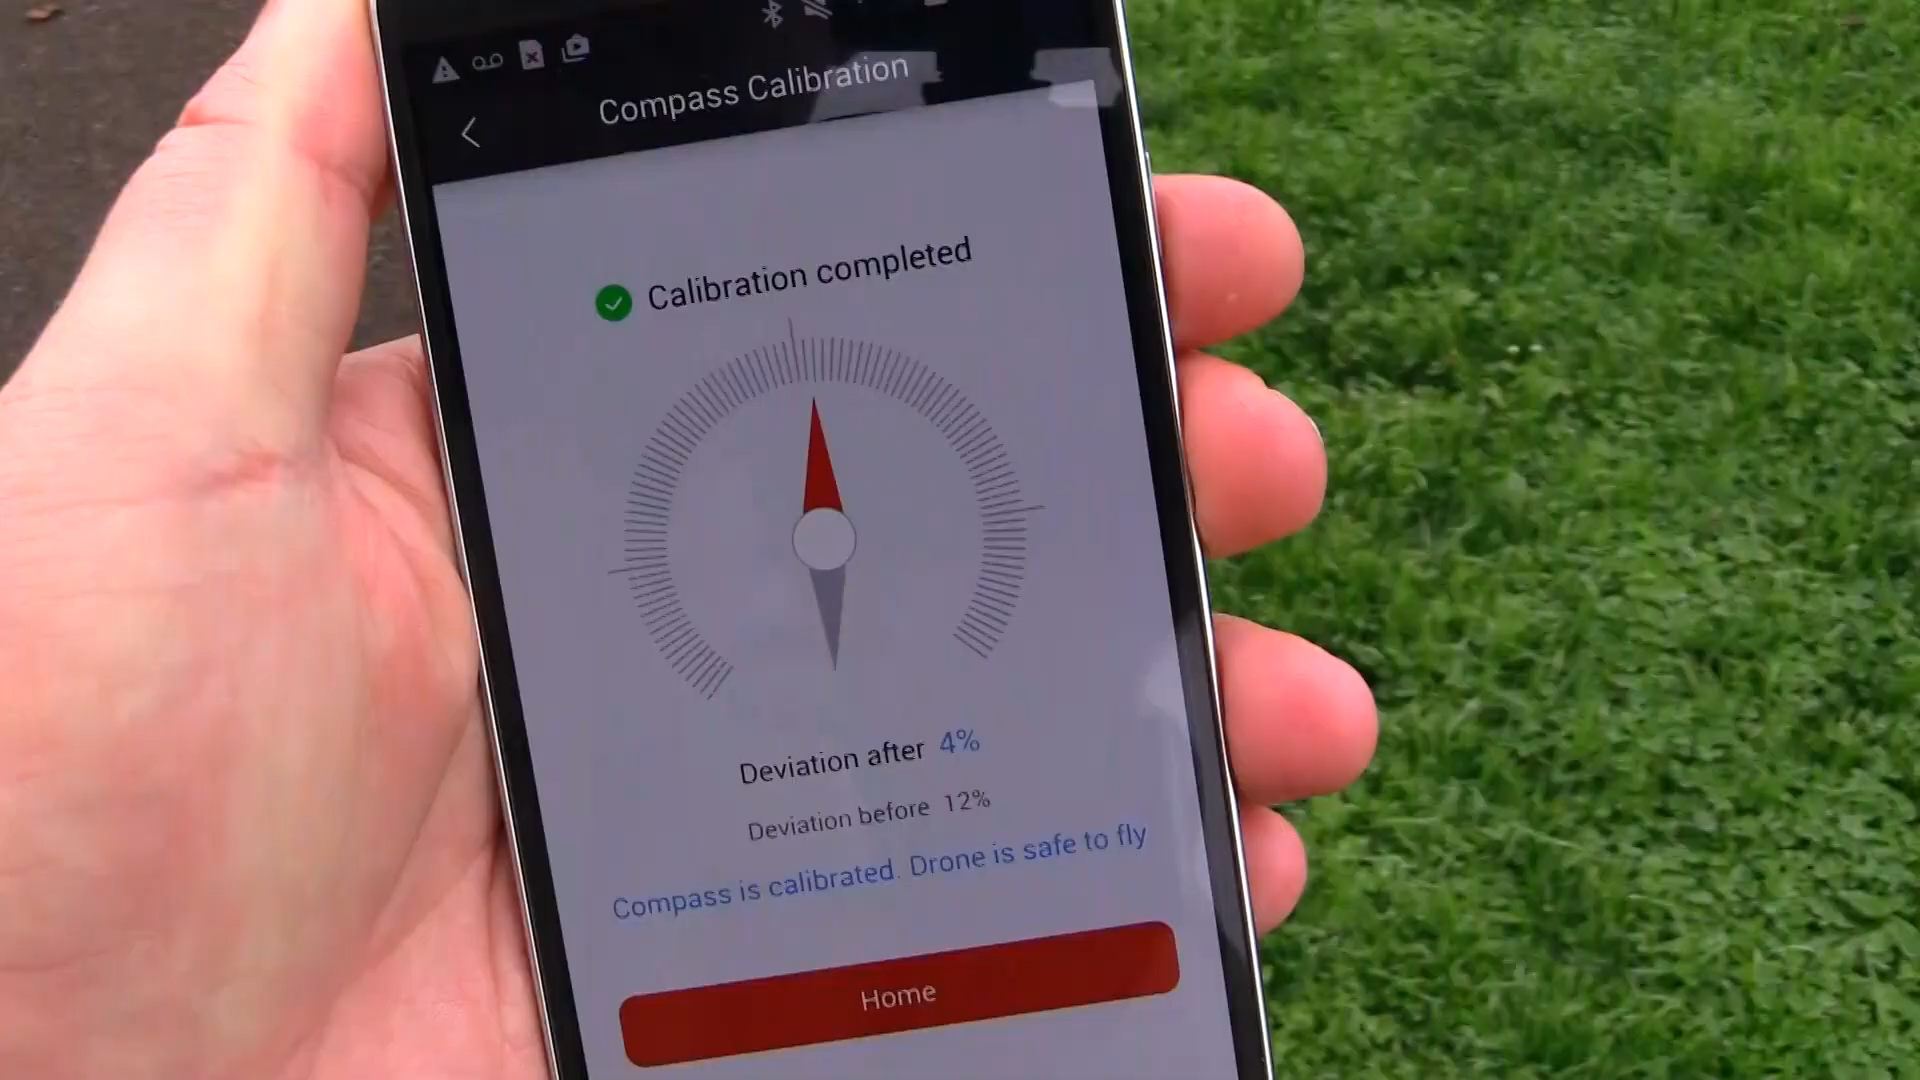 Compass Calibration
Calibration completed
Deviation after 4%
Deviation before 12%
Compass is calibrated. Drone is safe to fly
Home